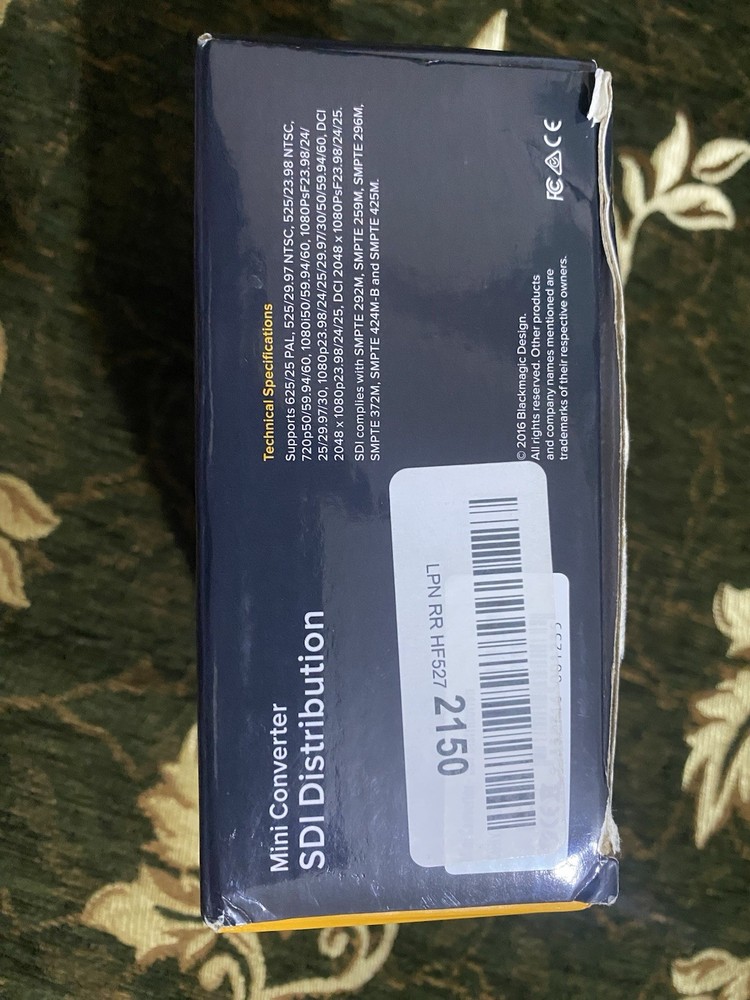 Mini Converter
SDI Distribution
Technical Specifications
Supports 625/25 PAL, 525/29.97 NTSC, 525/23.98 NTSC,
720p50/59.94/60, 1080i50/59.94/60, 1080PsF23.98/24/
25/29.97/30, 1080p23.98/24/25/29.97/30/50/59.94/60, DCI
2048 x 1080p23.98/24/25, DCI 2048 x 1080PsF23.98/24/25.
SDI complies with SMPTE 292M, SMPTE 259M, SMPTE 296M,
SMPTE 372M, SMPTE 424M-B and SMPTE 425M.
© 2016 Blackmagic Design.
All rights reserved. Other products
and company names mentioned are
trademarks of their respective owners.
FC CE
LPN RR HF527 2150